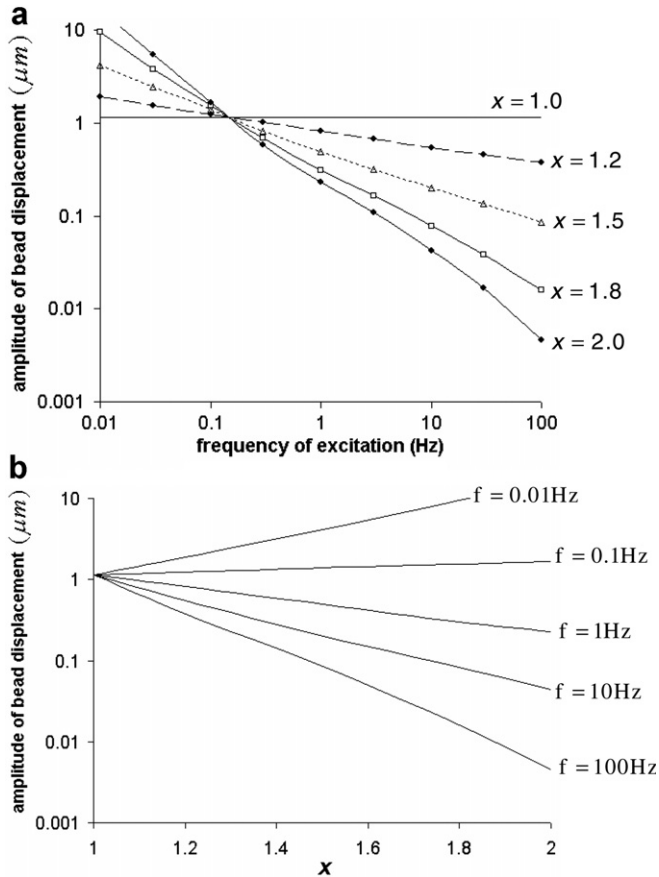 a
amplitude of bead displacement (μm)
10
1
0.1
0.01
0.001
x = 1.0
x = 1.2
x = 1.5
x = 1.8
x = 2.0
0.01 0.1 1 10 100
frequency of excitation (Hz)
b
amplitude of bead displacement (μm)
10
1
0.1
0.01
0.001
f = 0.01Hz
f = 0.1Hz
f = 1Hz
f = 10Hz
f = 100Hz
1 1.2 1.4 1.6 1.8 2
x